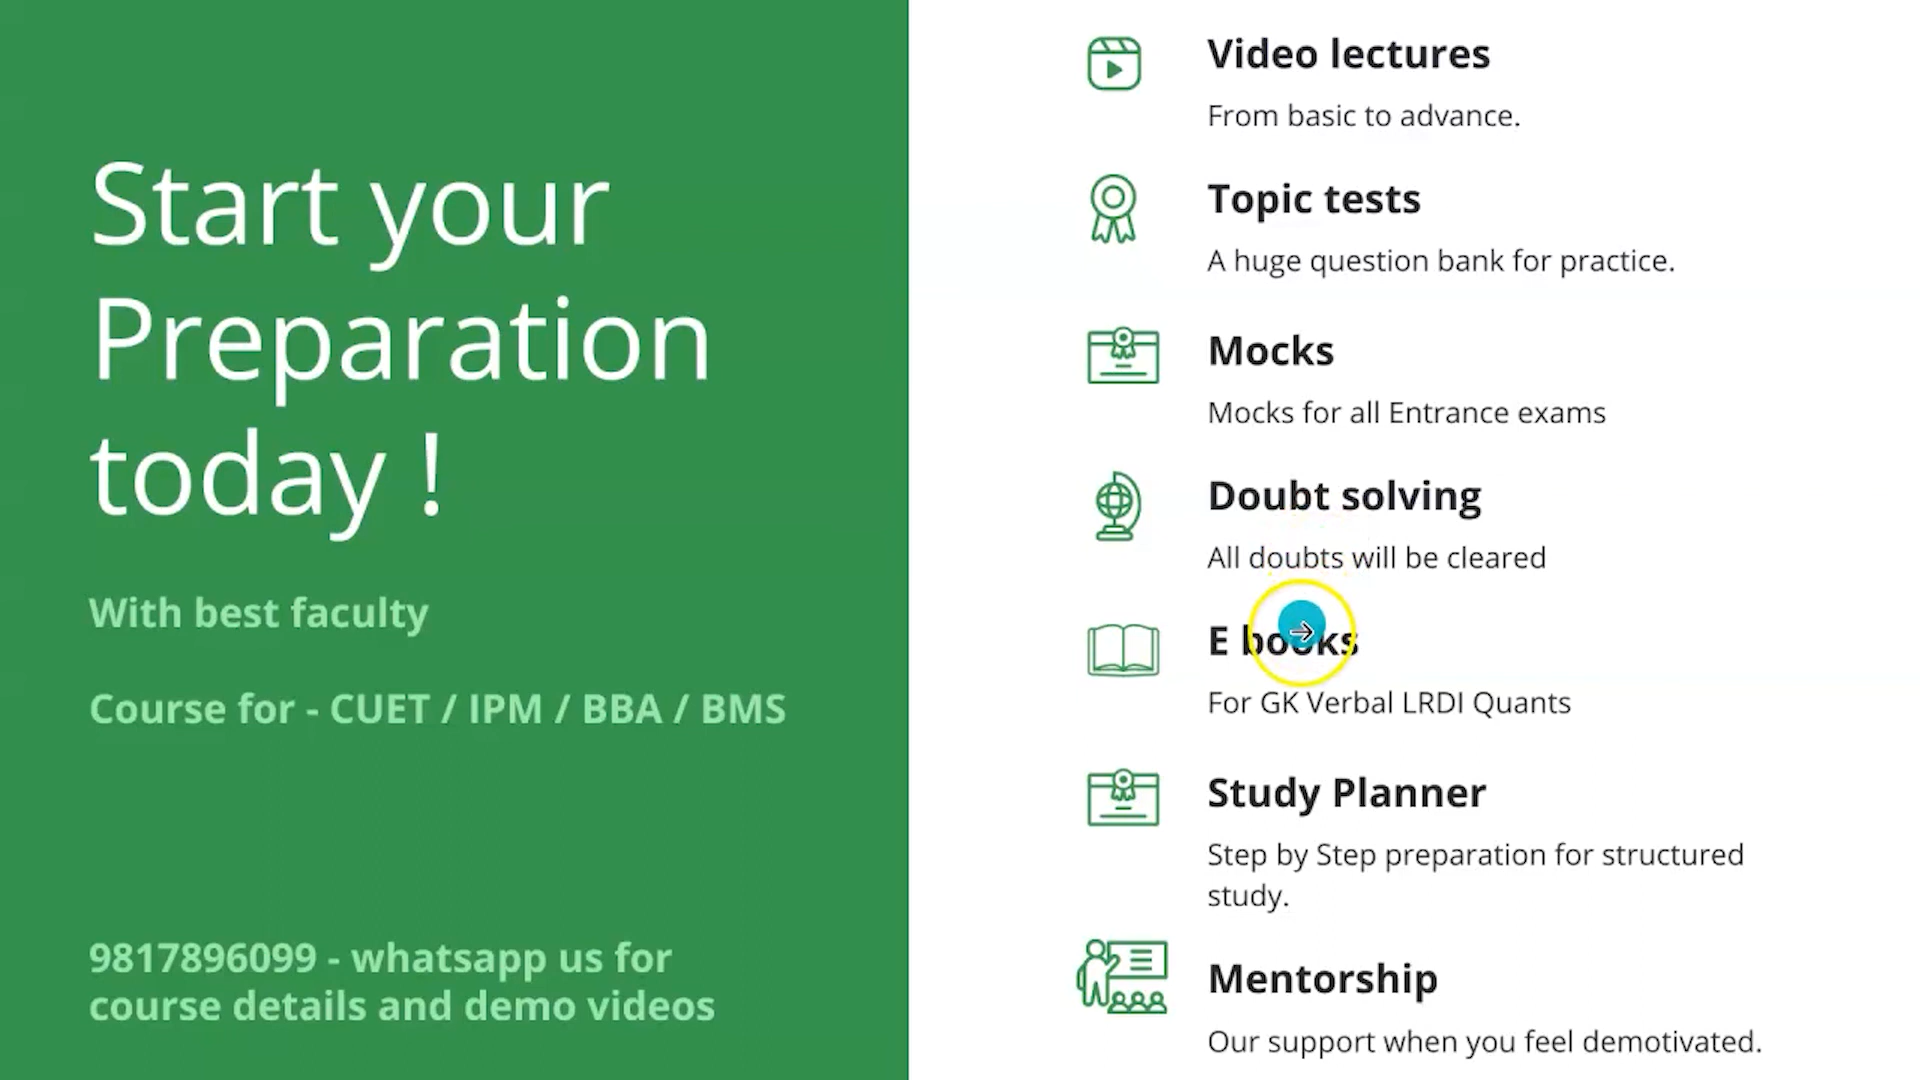 Start your
Preparation
today !
With best faculty
Course for - CUET / IPM / BBA / BMS
9817896099 - whatsapp us for
course details and demo videos
Video lectures
From basic to advance.
Topic tests
A huge question bank for practice.
Mocks
Mocks for all Entrance exams
Doubt solving
All doubts will be cleared
E books
For GK Verbal LRDI Quants
Study Planner
Step by Step preparation for structured
study.
Mentorship
Our support when you feel demotivated.